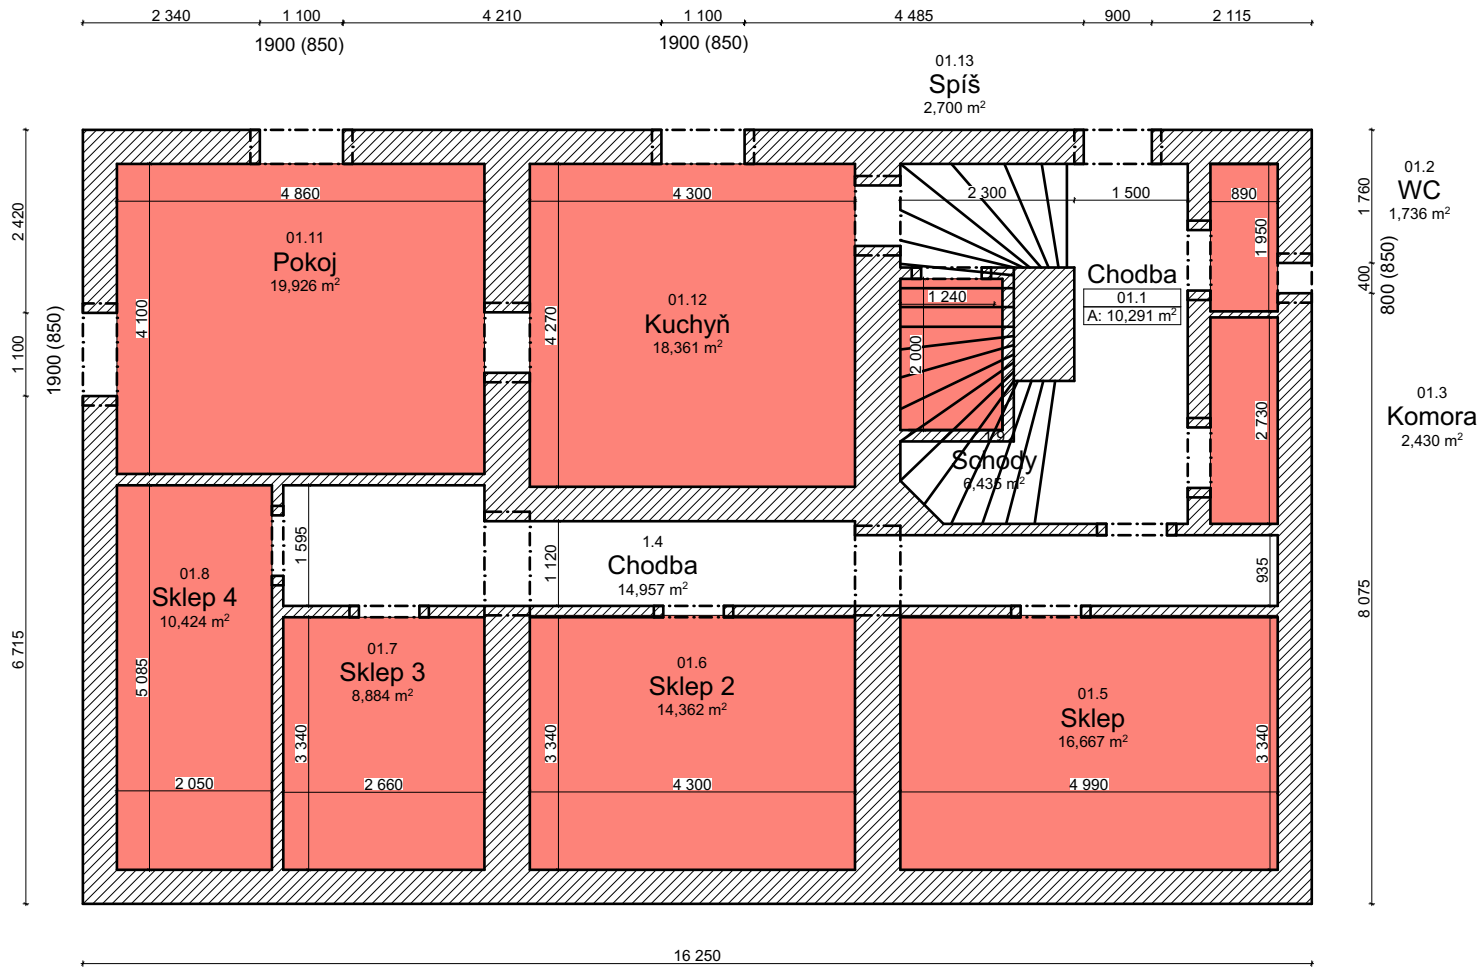 2 340
1 100
4 210
1 100
4 485
900
2 115
1900 (850)
1900 (850)
01.13
Spíš
2,700 m²
2 420
1 100
6 715
1900 (850)
4 860
01.11
Pokoj
19,926 m²
4 100
4 300
01.12
Kuchyň
18,361 m²
4 270
2 300
1 500
890
1 950
Chodba
01.1
A: 10,291 m²
1 240
2 000
1.9
Schody
6,435 m²
2 730
01.2
WC
1,736 m²
1 760
400
800 (850)
01.3
Komora
2,430 m²
8 075
1 595
1 120
1.4
Chodba
14,957 m²
935
01.8
Sklep 4
10,424 m²
5 085
2 050
01.7
Sklep 3
8,884 m²
3 340
2 660
01.6
Sklep 2
14,362 m²
3 340
4 300
01.5
Sklep
16,667 m²
3 340
4 990
16 250